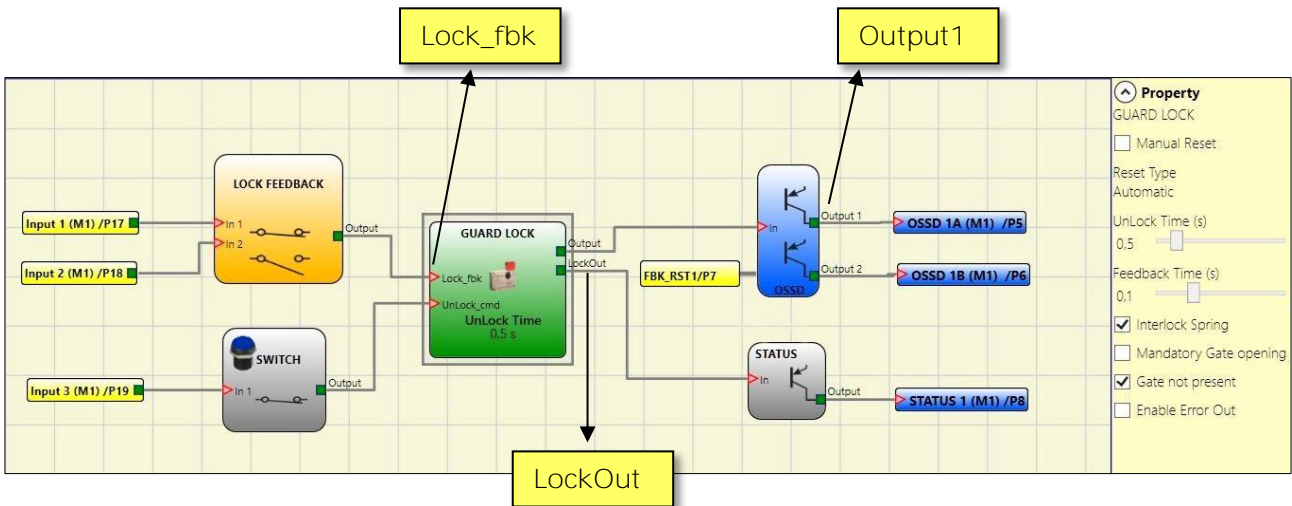 Lock_fbk
Output1
LOCK FEEDBACK
Input 1 (M1) /P17
In 1
In 2
Output
Input 2 (M1) /P18
GUARD LOCK
Output
LockOut
Lock_fbk
UnLock_cmd
UnLock Time
0,5 s
SWITCH
Input 3 (M1) /P19
In 1
Output
FBK_RST1/P7
In
Output 1
Output 2
OSSD
OSSD 1A (M1) /P5
OSSD 1B (M1) /P6
STATUS
In
Output
STATUS 1 (M1) /P8
LockOut
Property
GUARD LOCK
Manual Reset
Reset Type
Automatic
UnLock Time (s)
0,5
Feedback Time (s)
0,1
Interlock Spring
Mandatory Gate opening
Gate not present
Enable Error Out